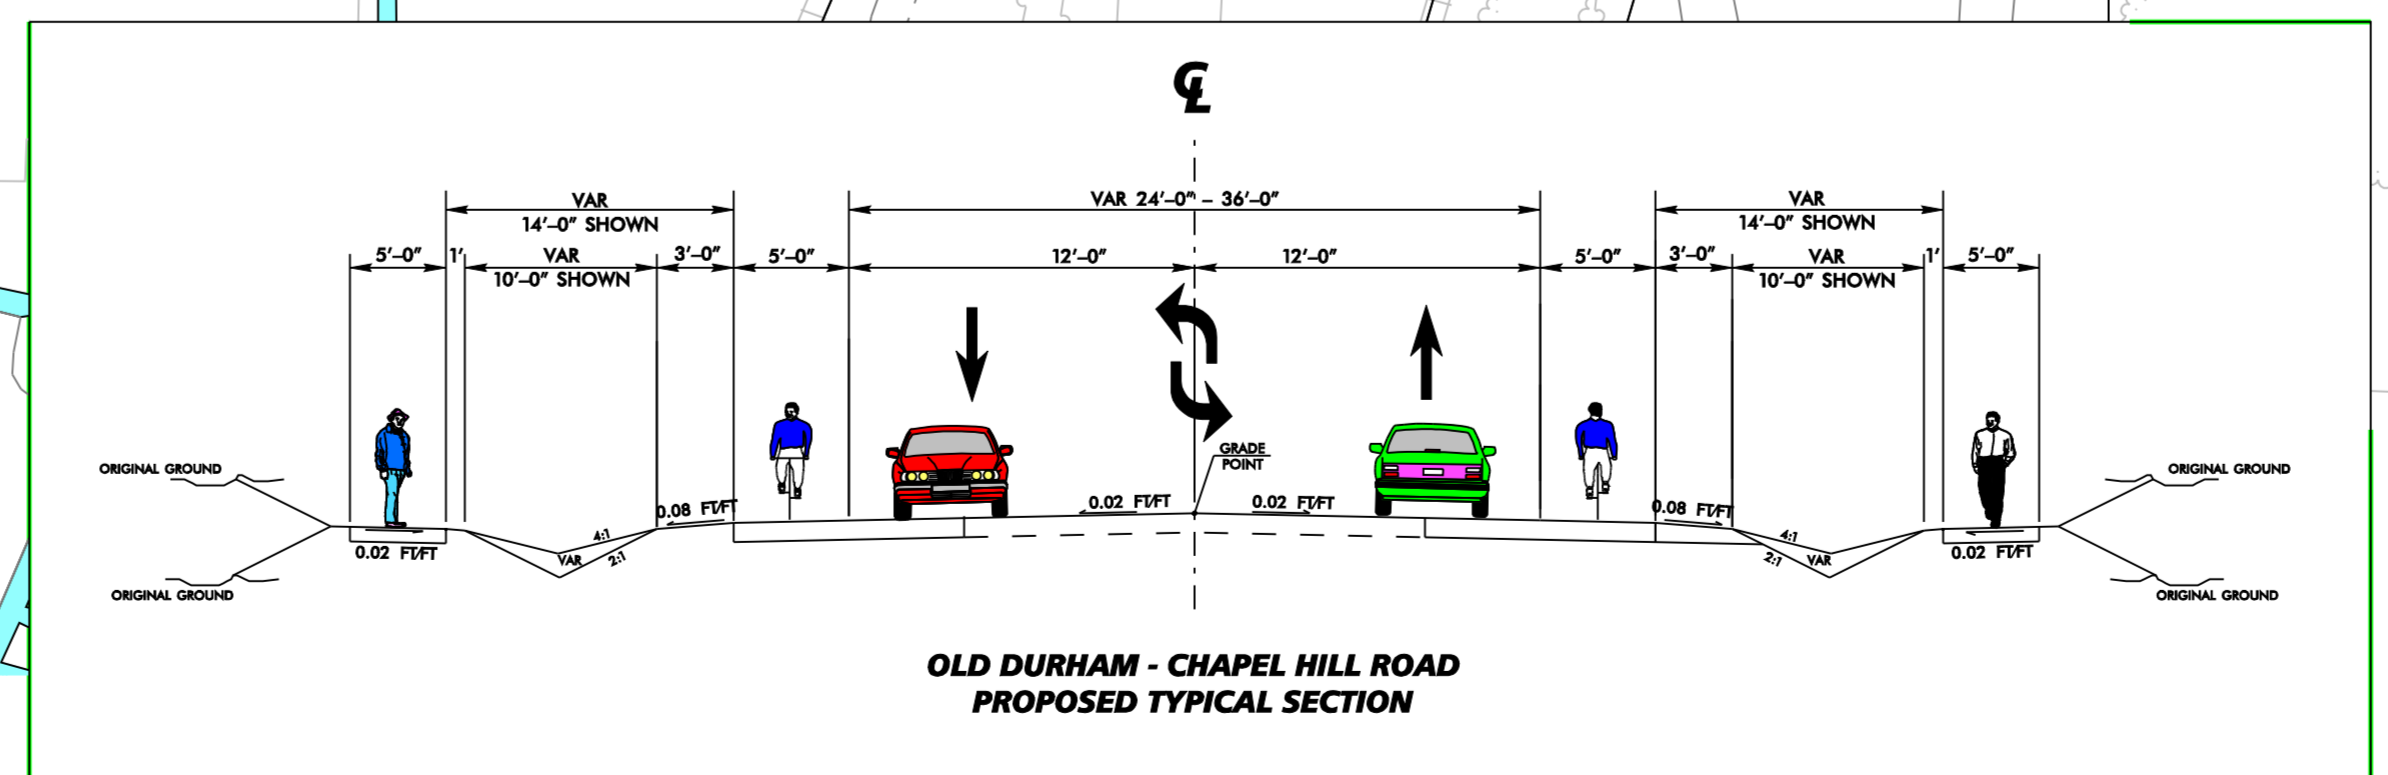 CL
VAR
14'-0" SHOWN
VAR 24'-0" - 36'-0"
VAR
14'-0" SHOWN
5'-0"
1'
VAR
10'-0" SHOWN
3'-0"
5'-0"
12'-0"
12'-0"
5'-0"
3'-0"
VAR
10'-0" SHOWN
1'
5'-0"
ORIGINAL GROUND
GRADE
POINT
ORIGINAL GROUND
0.08 FT/FT
0.02 FT/FT
0.02 FT/FT
0.08 FT/FT
0.02 FT/FT
4:1
VAR
2:1
4:1
VAR
2:1
0.02 FT/FT
ORIGINAL GROUND
ORIGINAL GROUND
OLD DURHAM - CHAPEL HILL ROAD
PROPOSED TYPICAL SECTION